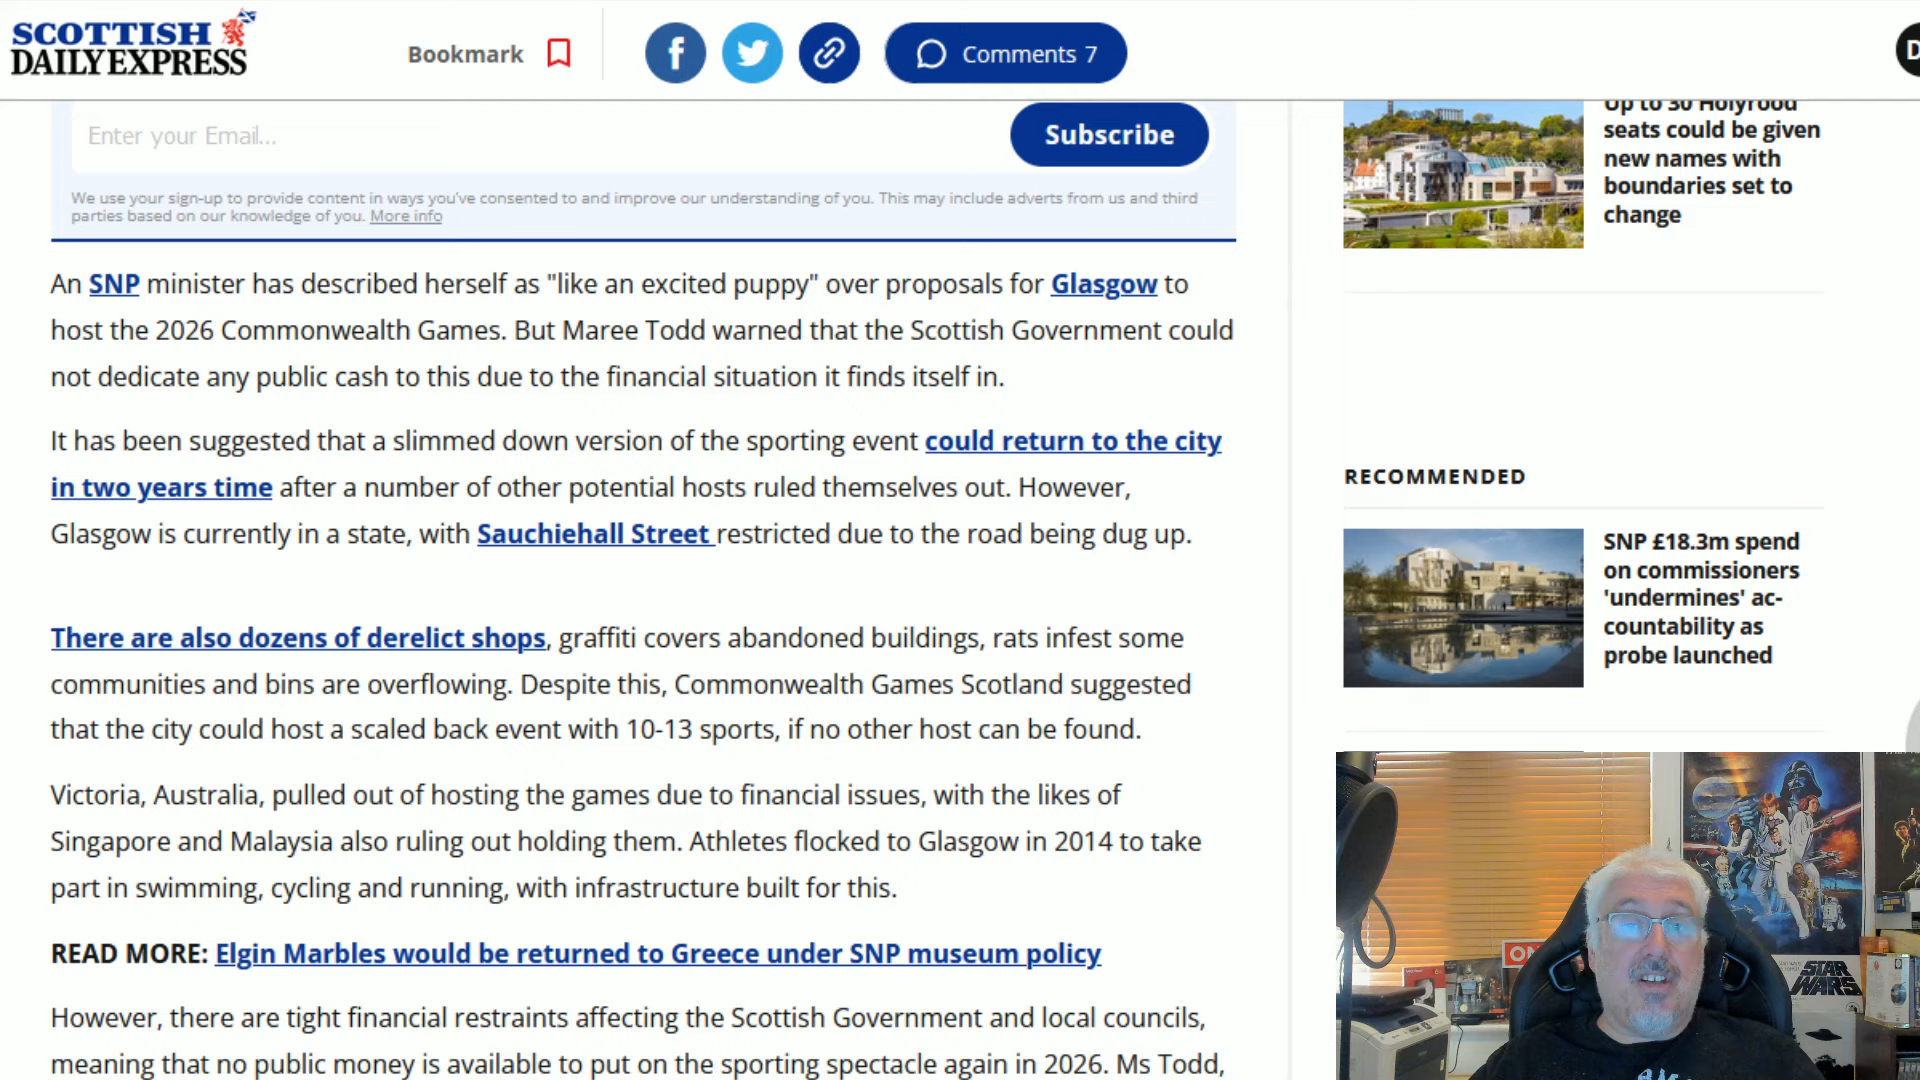 SCOTTISH
DAILY EXPRESS
Bookmark
Comments 7
D
Enter your Email...
Subscribe
We use your sign-up to provide content in ways you've consented to and improve our understanding of you. This may include adverts from us and third
parties based on our knowledge of you. More info
An SNP minister has described herself as "like an excited puppy" over proposals for Glasgow to
host the 2026 Commonwealth Games. But Maree Todd warned that the Scottish Government could
not dedicate any public cash to this due to the financial situation it finds itself in.
It has been suggested that a slimmed down version of the sporting event could return to the city
in two years time after a number of other potential hosts ruled themselves out. However,
Glasgow is currently in a state, with Sauchiehall Street restricted due to the road being dug up.
There are also dozens of derelict shops, graffiti covers abandoned buildings, rats infest some
communities and bins are overflowing. Despite this, Commonwealth Games Scotland suggested
that the city could host a scaled back event with 10-13 sports, if no other host can be found.
Victoria, Australia, pulled out of hosting the games due to financial issues, with the likes of
Singapore and Malaysia also ruling out holding them. Athletes flocked to Glasgow in 2014 to take
part in swimming, cycling and running, with infrastructure built for this.
READ MORE: Elgin Marbles would be returned to Greece under SNP museum policy
However, there are tight financial restraints affecting the Scottish Government and local councils,
meaning that no public money is available to put on the sporting spectacle again in 2026. Ms Todd,
Up to 30 Holyrood
seats could be given
new names with
boundaries set to
change
RECOMMENDED
SNP £18.3m spend
on commissioners
'undermines' ac-
countability as
probe launched
ON
STAR
WARS